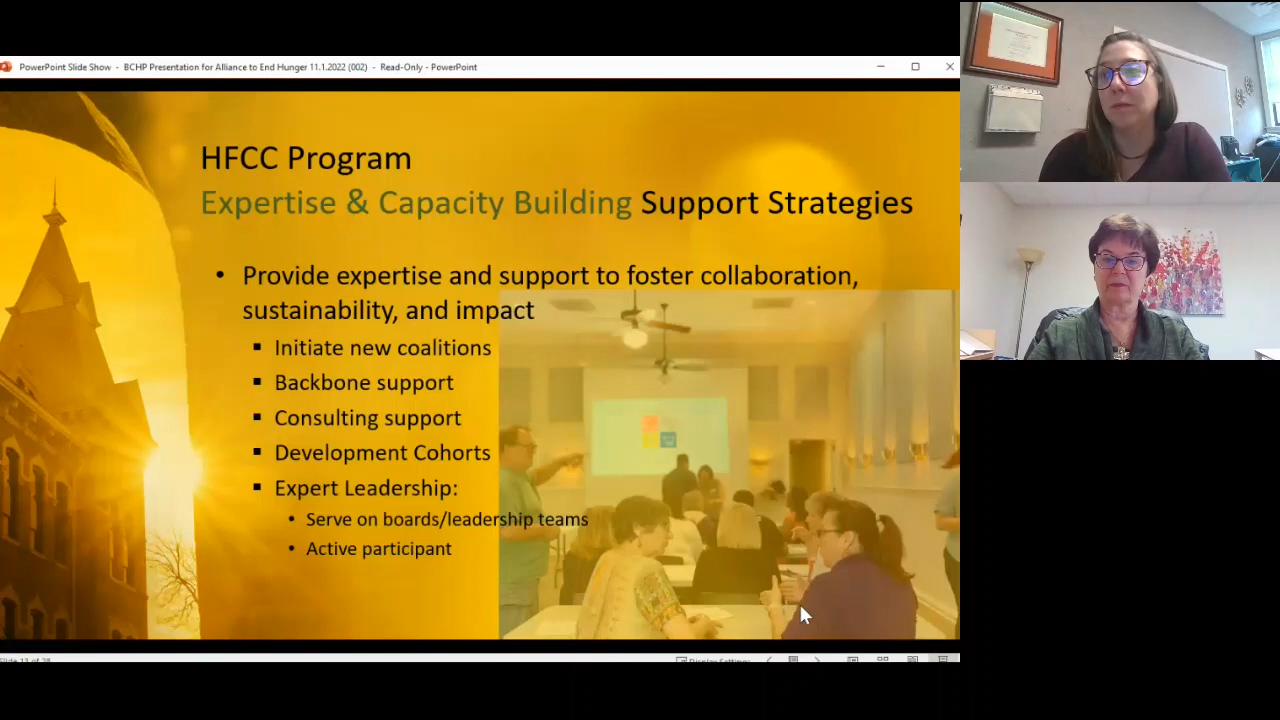 PowerPoint Slide Show - BCHP Presentation for Alliance to End Hunger 11.1.2022 (002) - Read-Only - PowerPoint
HFCC Program
Expertise & Capacity Building Support Strategies
• Provide expertise and support to foster collaboration,
sustainability, and impact
▪ Initiate new coalitions
▪ Backbone support
▪ Consulting support
▪ Development Cohorts
▪ Expert Leadership:
• Serve on boards/leadership teams
• Active participant
Display Settings